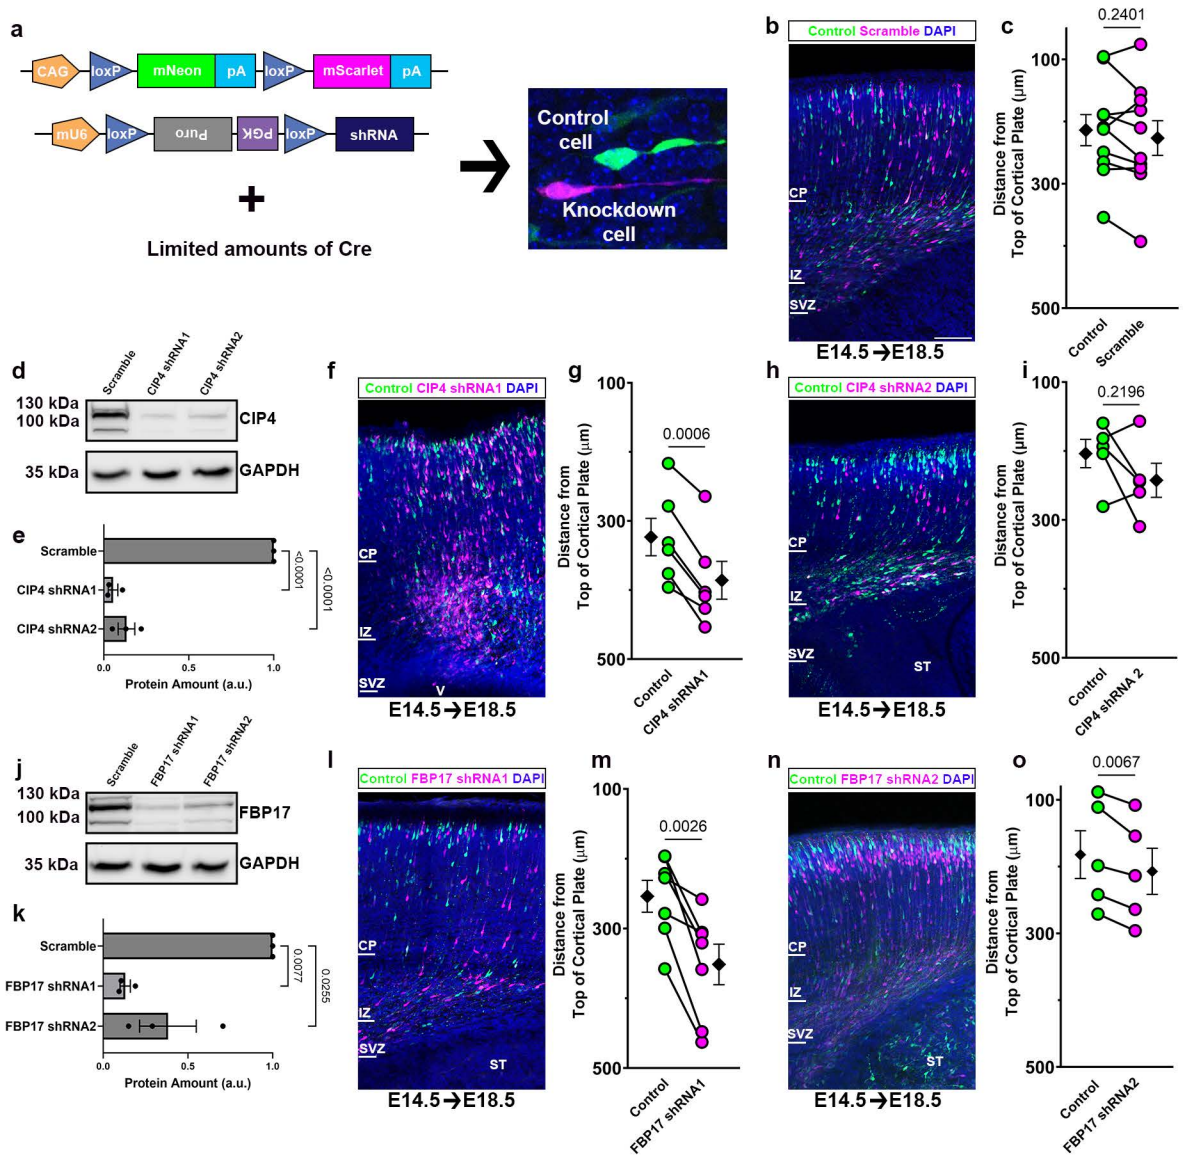 a
CAG loxP mNeon pA loxP mScarlet pA
mU6 loxP Puro PGK loxP shRNA
+
Limited amounts of Cre
Control
cell
Knockdown
cell
b
Control Scramble DAPI
CP
IZ
SVZ
E14.5→E18.5
c
0.2401
100
300
500
Distance from
Top of Cortical Plate (μm)
Control
Scramble
d
Scramble
CIP4 shRNA1
CIP4 shRNA2
130 kDa
100 kDa
CIP4
35 kDa
GAPDH
e
Scramble
CIP4 shRNA1
CIP4 shRNA2
<0.0001
<0.0001
0.0
1.0
Protein Amount (a.u.)
f
Control CIP4 shRNA1 DAPI
CP
IZ
SVZ
V
E14.5→E18.5
g
100
0.0006
300
500
Distance from
Top of Cortical Plate (μm)
Control
CIP4 shRNA1
h
Control CIP4 shRNA2 DAPI
CP
IZ
SVZ
ST
E14.5→E18.5
i
100
0.2196
300
500
Distance from
Top of Cortical Plate (μm)
Control
CIP4 shRNA 2
j
Scramble
FBP17 shRNA1
FBP17 shRNA2
130 kDa
100 kDa
FBP17
35 kDa
GAPDH
k
Scramble
FBP17 shRNA1
FBP17 shRNA2
0.0077
0.0255
0.0
1.0
Protein Amount (a.u.)
l
Control FBP17 shRNA1 DAPI
CP
IZ
SVZ
ST
E14.5→E18.5
m
100
0.0026
300
500
Distance from
Top of Cortical Plate (μm)
Control
FBP17 shRNA1
n
Control FBP17 shRNA2 DAPI
CP
IZ
SVZ
ST
E14.5→E18.5
o
0.0067
100
300
500
Distance from
Top of Cortical Plate (μm)
Control
FBP17 shRNA2